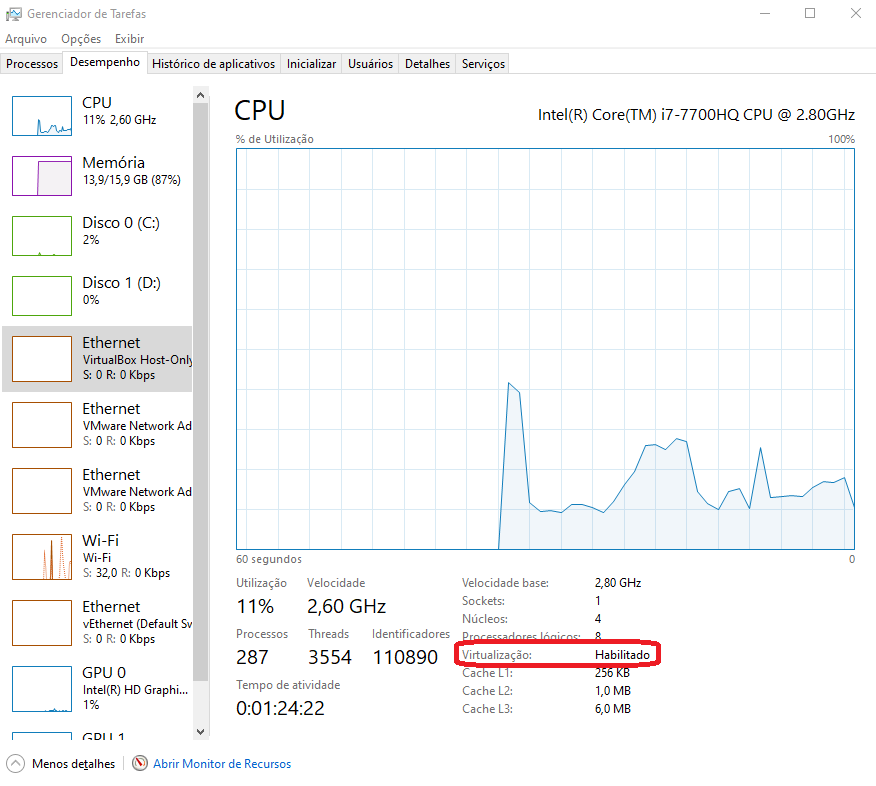 Gerenciador de Tarefas
Arquivo Opções Exibir
Processos Desempenho Histórico de aplicativos Inicializar Usuários Detalhes Serviços
CPU
11% 2,60 GHz
Memória
13,9/15,9 GB (87%)
Disco 0 (C:)
2%
Disco 1 (D:)
0%
Ethernet
VirtualBox Host-Only
S: 0 R: 0 Kbps
Ethernet
VMware Network Ad
S: 0 R: 0 Kbps
Ethernet
VMware Network Ad
S: 0 R: 0 Kbps
Wi-Fi
Wi-Fi
S: 32,0 R: 0 Kbps
Ethernet
vEthernet (Default Sw
S: 0 R: 0 Kbps
GPU 0
Intel(R) HD Graphi...
1%
GPU 1
CPU Intel(R) Core(TM) i7-7700HQ CPU @ 2.80GHz
% de Utilização 100%
60 segundos 0
Utilização Velocidade
11% 2,60 GHz
Processos Threads Identificadores
287 3554 110890
Tempo de atividade
0:01:24:22
Velocidade base: 2,80 GHz
Sockets: 1
Núcleos: 4
Processadores lógicos: 8
Virtualização: Habilitado
Cache L1: 256 KB
Cache L2: 1,0 MB
Cache L3: 6,0 MB
Menos detalhes Abrir Monitor de Recursos